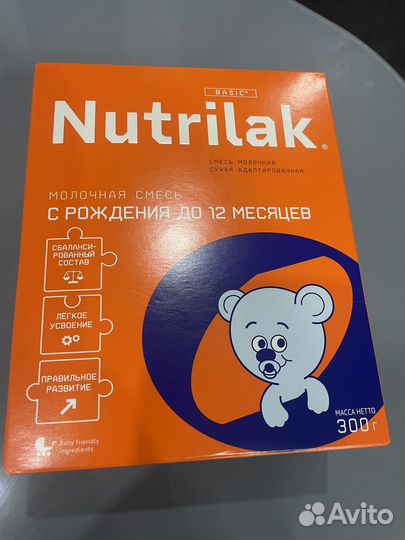 BASIC®
Nutrilak®
СМЕСЬ МОЛОЧНАЯ
СУХАЯ АДАПТИРОВАННАЯ
МОЛОЧНАЯ СМЕСЬ
С РОЖДЕНИЯ ДО 12 МЕСЯЦЕВ
СБАЛАНСИ-
РОВАННЫЙ
СОСТАВ
ЛЁГКОЕ
УСВОЕНИЕ
ПРАВИЛЬНОЕ
РАЗВИТИЕ
Baby friendly
ingredients
МАССА НЕТТО
300 г
Avito